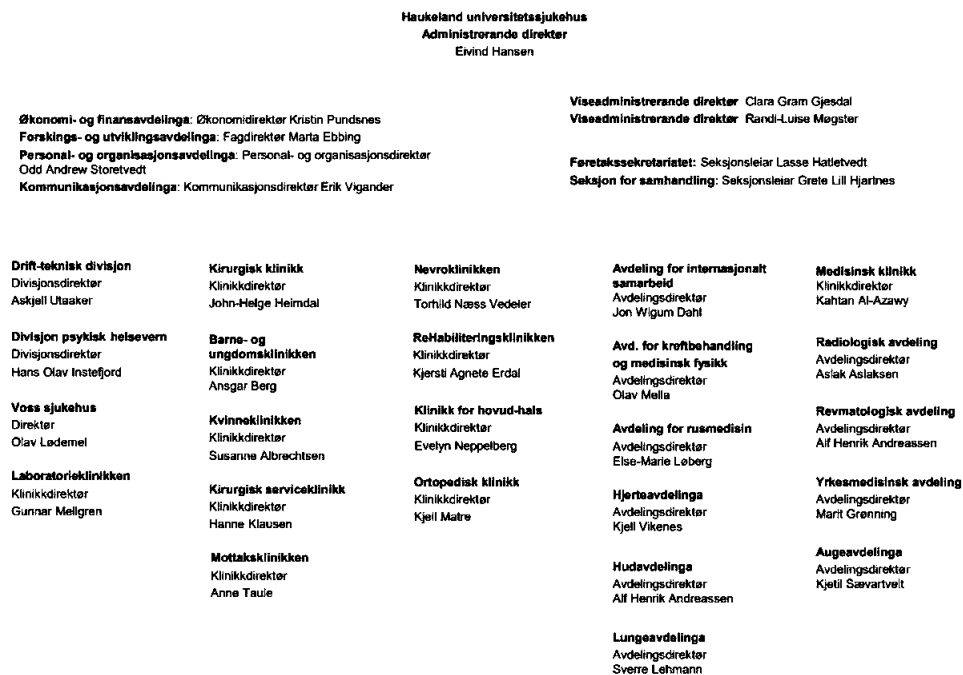 Haukeland universitetssjukehus
Administrerande direktør
Eivind Hansen
Økonomi- og finansavdelinga: Økonomidirektør Kristin Pundsnes
Forskings- og utviklingsavdelinga: Fagdirektør Marta Ebbing
Personal- og organisasjonsavdelinga: Personal- og organisasjonsdirektør
Odd Andrew Storetvedt
Kommunikasjonsavdelinga: Kommunikasjonsdirektør Erik Vigander
Viseadministrerande direktør Clara Gram Gjesdal
Viseadministrerande direktør Randi-Luise Møgster
Føretakssekretariatet: Seksjonsleiar Lasse Hatletvedt
Seksjon for samhandling: Seksjonsleiar Grete Lill Hjartnes
Drift-teknisk divisjon
Divisjonsdirektør
Askjell Utaaker
Divisjon psykisk helsevern
Divisjonsdirektør
Hans Olav Instefjord
Voss sjukehus
Direktør
Olav Lødemel
Laboratorieklinikken
Klinikkdirektør
Gunnar Mellgren
Kirurgisk klinikk
Klinikkdirektør
John-Helge Heimdal
Barne- og
ungdomsklinikken
Klinikkdirektør
Ansgar Berg
Kvinneklinikken
Klinikkdirektør
Susanne Albrechtsen
Kirurgisk serviceklinikk
Klinikkdirektør
Hanne Klausen
Mottaksklinikken
Klinikkdirektør
Anne Taule
Nevroklinikken
Klinikkdirektør
Torhild Næss Vedeler
ReHabiliteringsklinikken
Klinikkdirektør
Kjersti Agnete Erdal
Klinikk for hovud-hals
Klinikkdirektør
Evelyn Neppelberg
Ortopedisk klinikk
Klinikkdirektør
Kjell Matre
Avdeling for internasjonalt
samarbeid
Avdelingsdirektør
Jon Wigum Dahl
Avd. for kreftbehandling
og medisinsk fysikk
Avdelingsdirektør
Olav Mella
Avdeling for rusmedisin
Avdelingsdirektør
Else-Marie Løberg
Hjerteavdelinga
Avdelingsdirektør
Kjell Vikenes
Hudavdelinga
Avdelingsdirektør
Alf Henrik Andreassen
Lungeavdelinga
Avdelingsdirektør
Sverre Lehmann
Medisinsk klinikk
Klinikkdirektør
Kahtan Al-Azawy
Radiologisk avdeling
Avdelingsdirektør
Aslak Aslaksen
Revmatologisk avdeling
Avdelingsdirektør
Alf Henrik Andreassen
Yrkesmedisinsk avdeling
Avdelingsdirektør
Marit Grønning
Augeavdelinga
Avdelingsdirektør
Kjetil Sævartveit